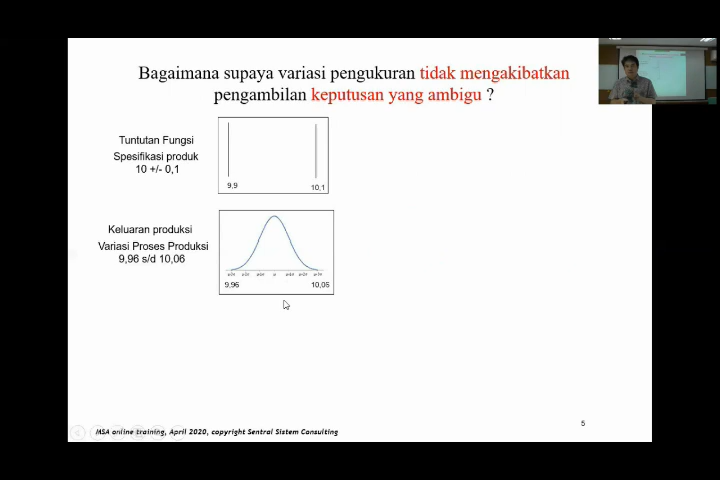 Bagaimana supaya variasi pengukuran tidak mengakibatkan
pengambilan keputusan yang ambigu ?
Tuntutan Fungsi
Spesifikasi produk
10 +/- 0,1
9,9
10,1
Keluaran produksi
Variasi Proses Produksi
9,96 s/d 10,06
9,96
10,06
MSA online training, April 2020, copyright Sentral Sistem Consulting
5